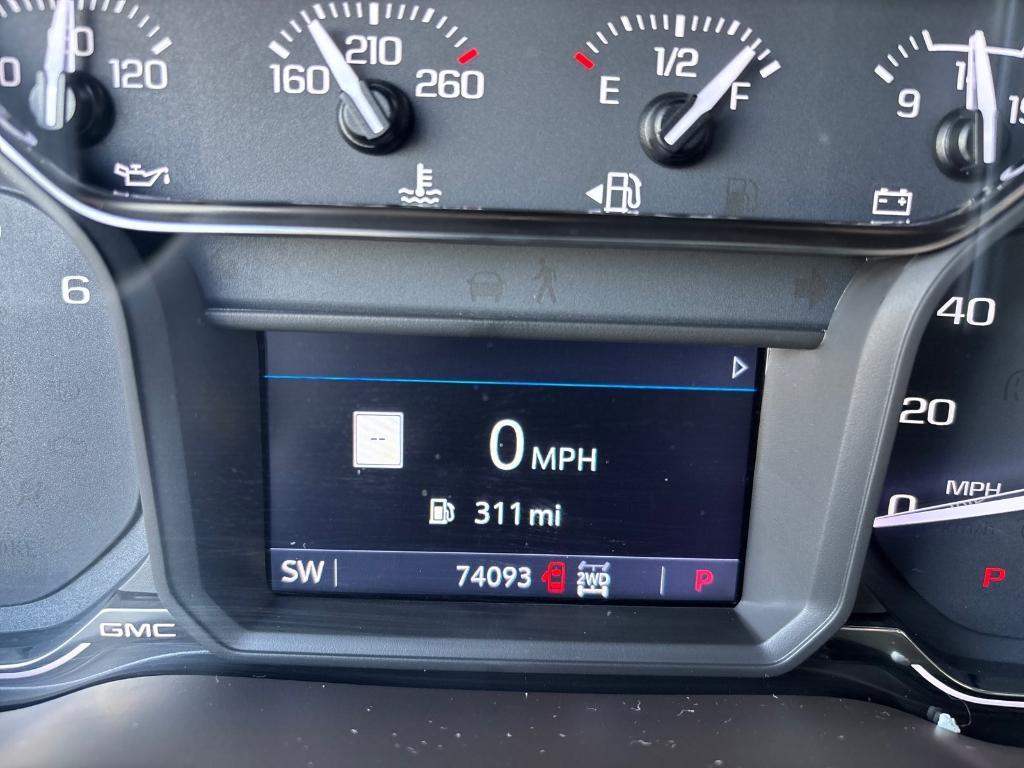 120
160 210 260
E 1/2 F
9
6
40
20
0 MPH
--
0 MPH
311 mi
SW 74093 2WD P
P
GMC